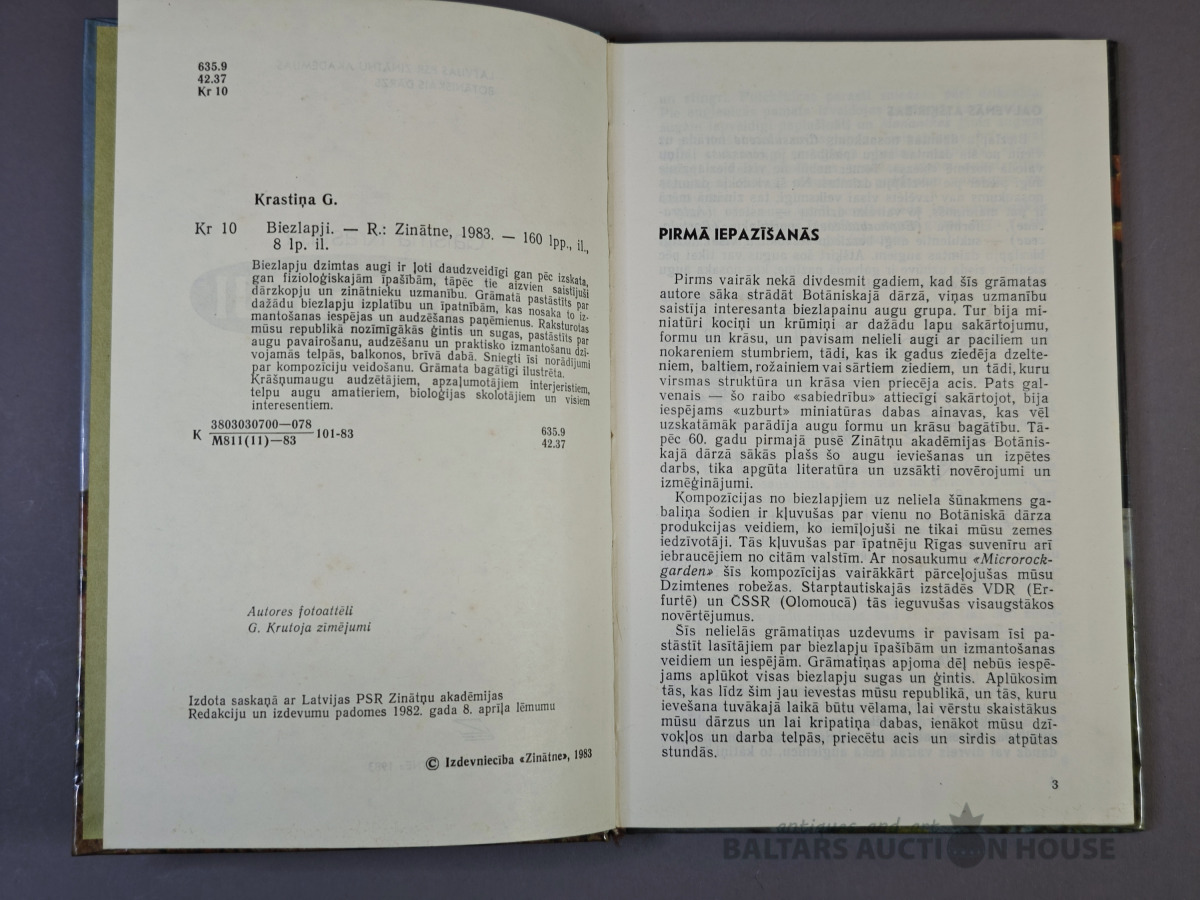 635.9
42.37
Kr 10
Krastiņa G.
Kr 10 Biezlapji. — R.: Zinātne, 1983. — 160 lpp., il.,
8 lp. il.
Biezlapju dzimtas augi ir ļoti daudzveidīgi gan pēc izskata,
gan fizioloģiskajām īpašībām, tāpēc tie aizvien saistījuši
dārzkopju un zinātnieku uzmanību. Grāmatā pastāstīts par
dažādu biezlapju izplatību un īpatnībām, kas nosaka to iz-
mantošanas iespējas un audzēšanas paņēmienus. Raksturotas
mūsu republikā nozīmīgākās ģintis un sugas, pastāstīts par
augu pavairošanu, audzēšanu un praktisko izmantošanu dzī-
vojamās telpās, balkonos, brīvā dabā. Sniegti īsi norādījumi
par kompozīciju veidošanu. Grāmata bagātīgi ilustrēta.
Krāšņumaugu audzētājiem, apzaļumotājiem interjeristiem,
telpu augu amatieriem, bioloģijas skolotājiem un visiem
interesentiem.
K 3803030700—078 101-83 635.9
M811(11)—83 42.37
Autores fotoattēli
G. Krutoja zīmējumi
Izdota saskaņā ar Latvijas PSR Zinātņu akadēmijas
Redakciju un izdevumu padomes 1982. gada 8. aprīļa lēmumu
© Izdevniecība «Zinātne», 1983
PIRMĀ IEPAZĪŠANĀS
Pirms vairāk nekā divdesmit gadiem, kad šīs grāmatas
autore sāka strādāt Botāniskajā dārzā, viņas uzmanību
saistīja interesanta biezlapainu augu grupa. Tur bija mi-
niatūri kociņi un krūmiņi ar dažādu lapu sakārtojumu,
formu un krāsu, un pavisam nelieli augi ar paciliem un
nokareniem stumbriem, tādi, kas ik gadus ziedēja dzelte-
niem, baltiem, rožainiem vai sārtiem ziediem, un tādi, kuru
virsmas struktūra un krāsa vien priecēja acis. Pats gal-
venais — šo raibo «sabiedrību» attiecīgi sakārtojot, bija
iespējams «uzburt» miniatūras dabas ainavas, kas vēl
uzskatāmāk parādīja augu formu un krāsu bagātību. Tā-
pēc 60. gadu pirmajā pusē Zinātņu akadēmijas Botānis-
kajā dārzā sākās plašs šo augu ieviešanas un izpētes
darbs, tika apgūta literatūra un uzsākti novērojumi un
izmēģinājumi.
Kompozīcijas no biezlapjiem uz neliela šūnakmens ga-
baliņa šodien ir kļuvušas par vienu no Botāniskā dārza
produkcijas veidiem, ko iemīļojuši ne tikai mūsu zemes
iedzīvotāji. Tās kļuvušas par īpatnēju Rīgas suvenīru arī
iebraucējiem no citām valstīm. Ar nosaukumu «Microrock-
garden» šīs kompozīcijas vairākkārt pārceļojušas mūsu
Dzimtenes robežas. Starptautiskajās izstādēs VDR (Er-
furtē) un ČSSR (Olomoucā) tās ieguvušas visaugstākos
novērtējumus.
Šīs nelielās grāmatiņas uzdevums ir pavisam īsi pa-
stāstīt lasītājiem par biezlapju īpašībām un izmantošanas
veidiem un iespējām. Grāmatiņas apjoma dēļ nebūs iespē-
jams aplūkot visas biezlapju sugas un ģintis. Aplūkosim
tās, kas līdz šim jau ievestas mūsu republikā, un tās, kuru
ievešana tuvākajā laikā būtu vēlama, lai vērstu skaistākus
mūsu dārzus un lai kripatiņa dabas, ienākot mūsu dzī-
vokļos un darba telpās, priecētu acis un sirdis atpūtas
stundās.
3
antiques and art
BALTARS AUCTION HOUSE